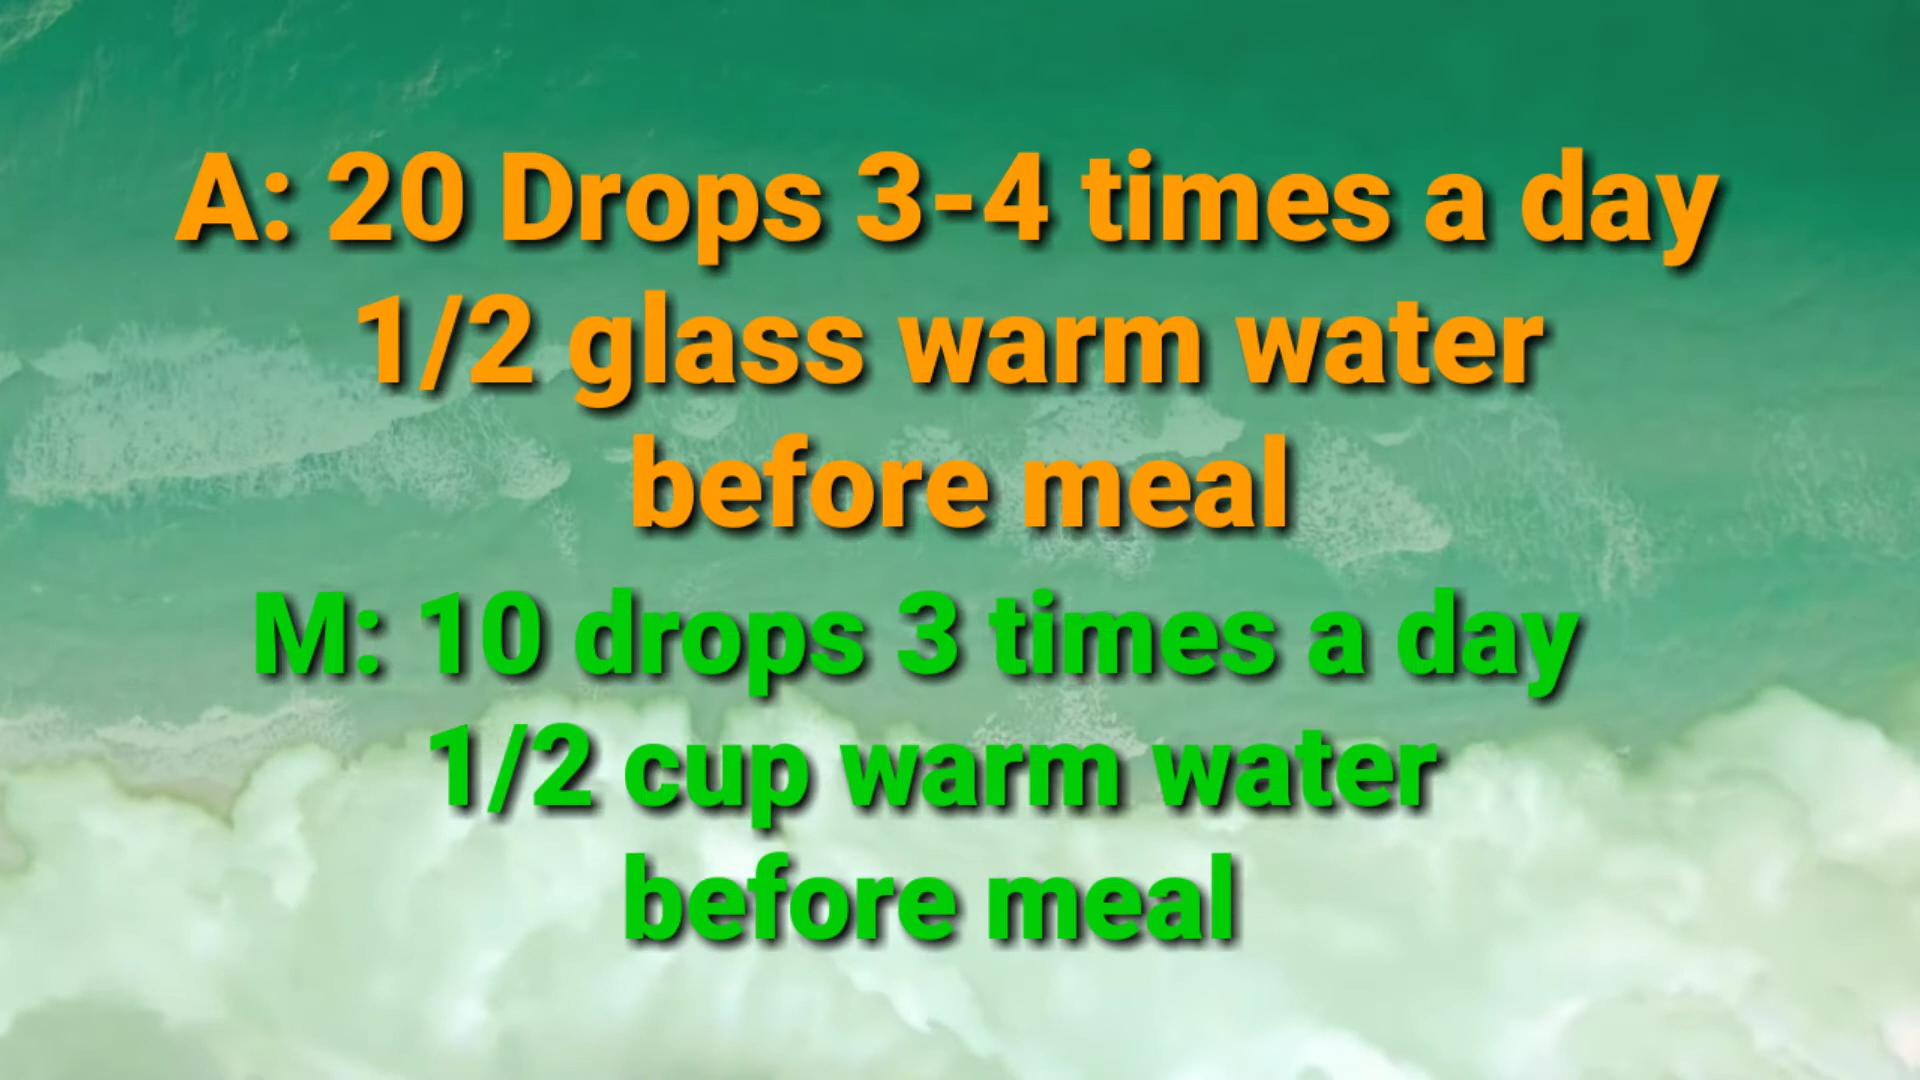 A: 20 Drops 3-4 times a day
1/2 glass warm water
before meal
M: 10 drops 3 times a day
1/2 cup warm water
before meal